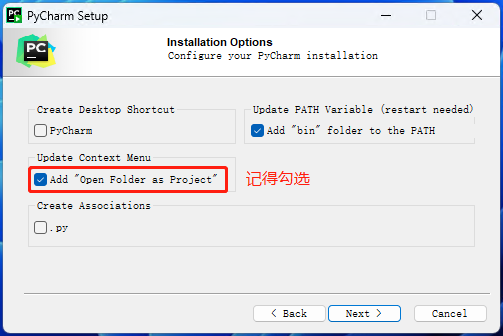 PyCharm Setup
PC
Installation Options
Configure your PyCharm installation
Create Desktop Shortcut
PyCharm
Update PATH Variable (restart needed)
Add "bin" folder to the PATH
Update Context Menu
Add "Open Folder as Project"
记得勾选
Create Associations
.py
< Back
Next >
Cancel